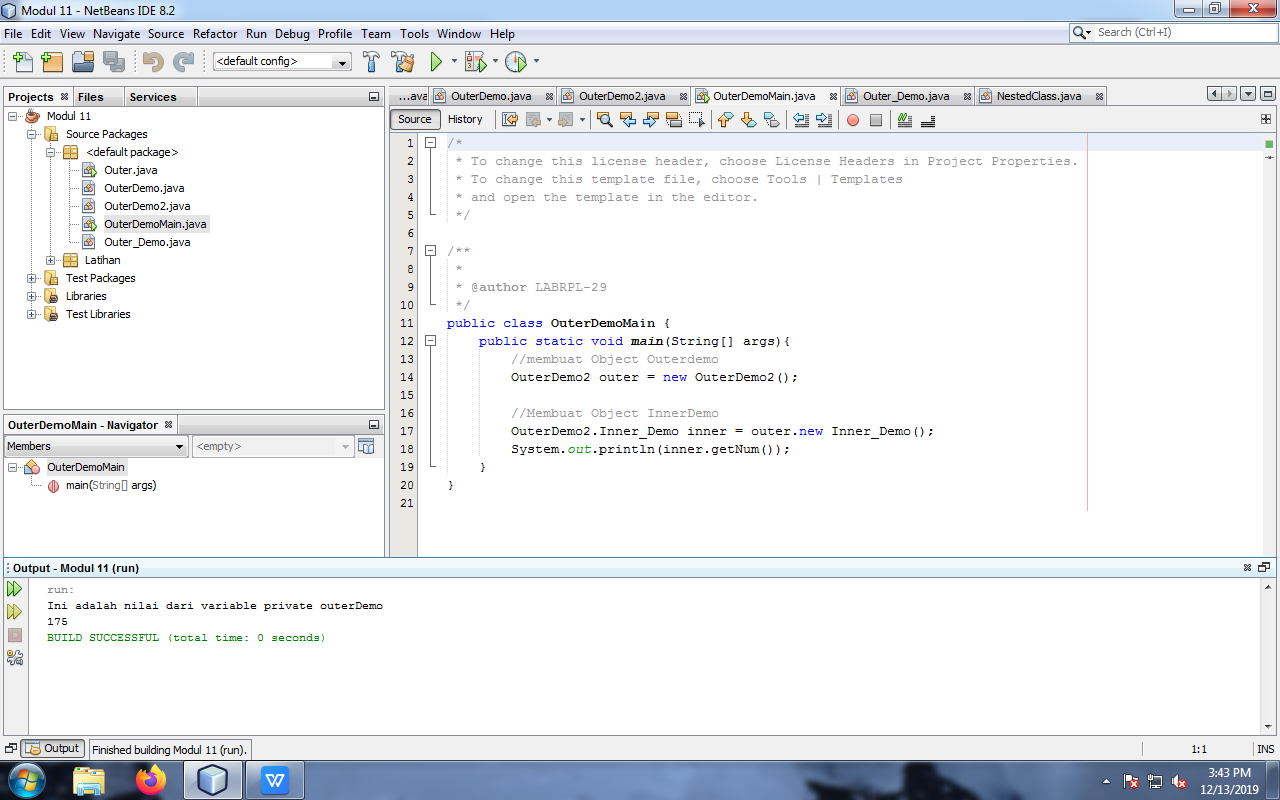 Modul 11 - NetBeans IDE 8.2
File Edit View Navigate Source Refactor Run Debug Profile Team Tools Window Help
Search (Ctrl+I)
<default config>
Projects Files Services
Modul 11
Source Packages
<default package>
Outer.java
OuterDemo.java
OuterDemo2.java
OuterDemoMain.java
Outer_Demo.java
Latihan
Test Packages
Libraries
Test Libraries
OuterDemoMain - Navigator
Members <empty>
OuterDemoMain
main(String[] args)
...ava OuterDemo.java OuterDemo2.java OuterDemoMain.java Outer_Demo.java NestedClass.java
Source History
1 /*
2 * To change this license header, choose License Headers in Project Properties.
3 * To change this template file, choose Tools | Templates
4 * and open the template in the editor.
5 */
6
7 /**
8 *
9 * @author LABRPL-29
10 */
11 public class OuterDemoMain {
12 public static void main(String[] args){
13 //membuat Object Outerdemo
14 OuterDemo2 outer = new OuterDemo2();
15
16 //Membuat Object InnerDemo
17 OuterDemo2.Inner_Demo inner = outer.new Inner_Demo();
18 System.out.println(inner.getNum());
19 }
20 }
21
Output - Modul 11 (run)
run:
Ini adalah nilai dari variable private outerDemo
175
BUILD SUCCESSFUL (total time: 0 seconds)
Output Finished building Modul 11 (run).
1:1 INS
W
3:43 PM
12/13/2019